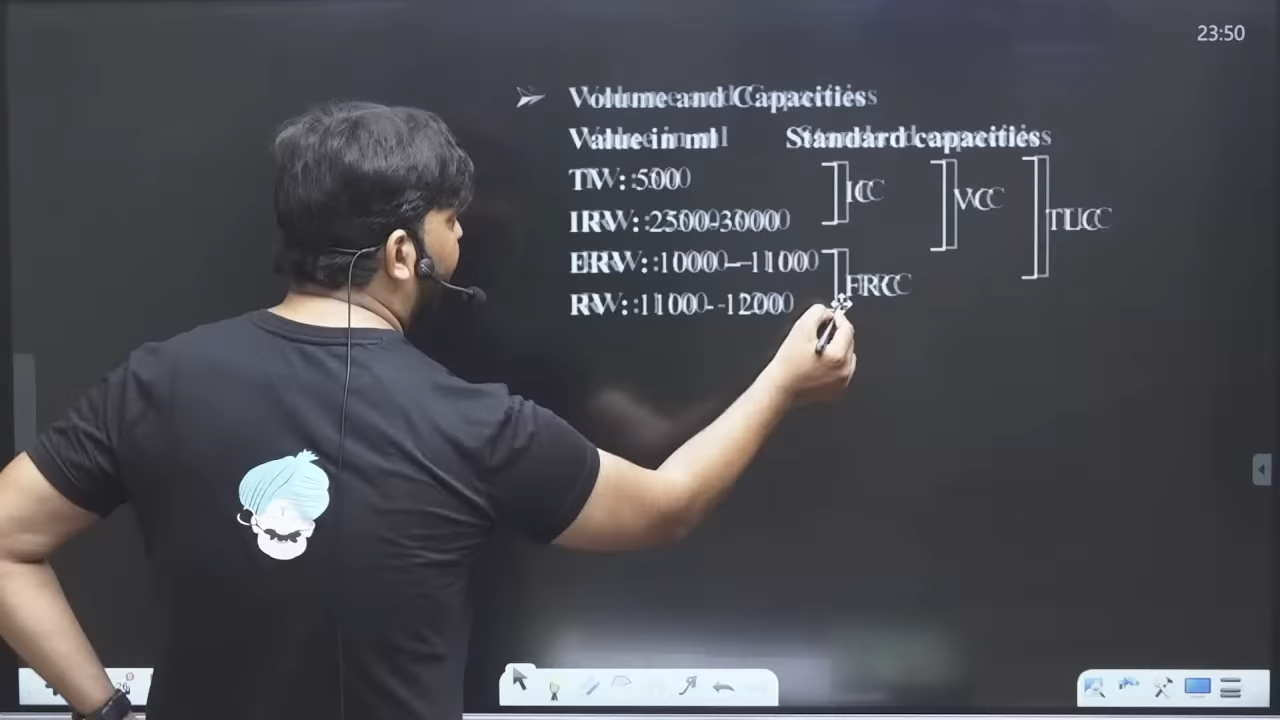 23:50
➢ Volume and Capacities
Value in ml Standard capacities
TV : 500
IRV : 2500-3000
ERV : 1000 – 1100
RV : 1100 - 1200
IC
VC
TLC
FRC